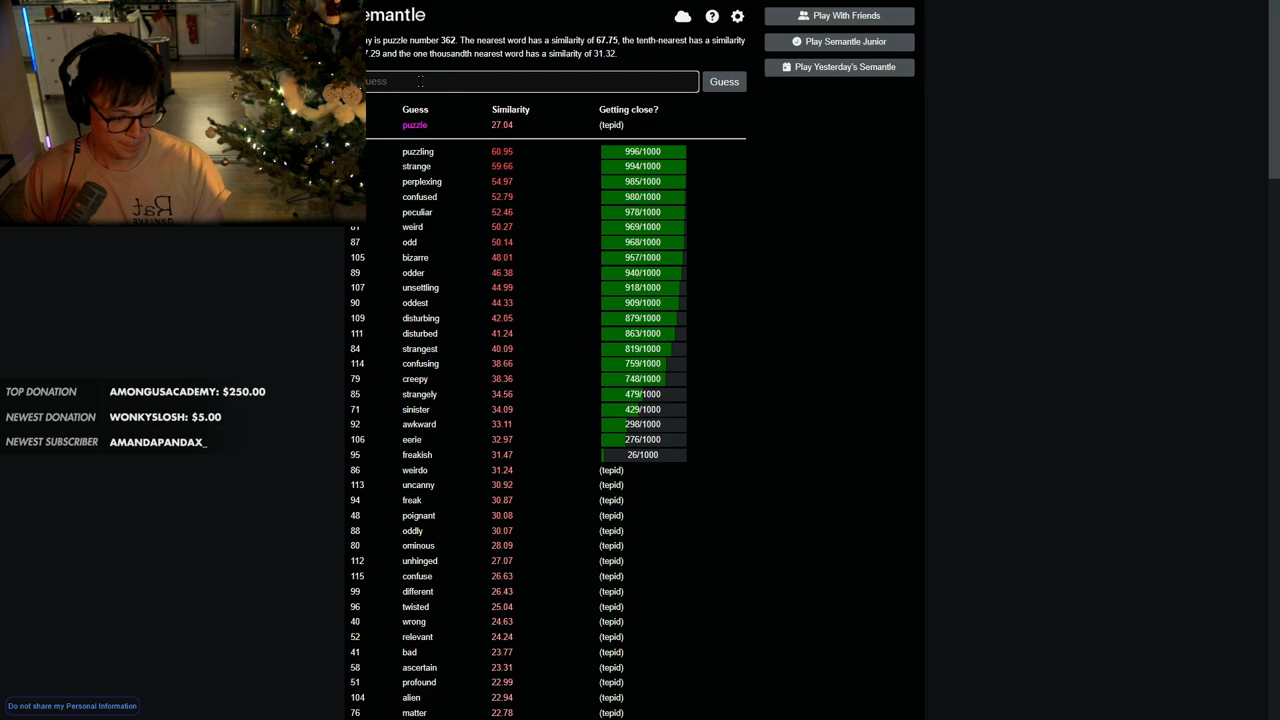 emantle
Play With Friends
ay is puzzle number 362. The nearest word has a similarity of 67.75, the tenth-nearest has a similarity
7.29 and the one thousandth nearest word has a similarity of 31.32.
Play Semantle Junior
Play Yesterday's Semantle
uess
Guess
Guess Similarity Getting close?
puzzle 27.04 (tepid)
puzzling 60.95 996/1000
strange 59.66 994/1000
perplexing 54.97 985/1000
confused 52.79 980/1000
peculiar 52.46 978/1000
81 weird 50.27 969/1000
87 odd 50.14 968/1000
105 bizarre 48.01 957/1000
89 odder 46.38 940/1000
107 unsettling 44.99 918/1000
90 oddest 44.33 909/1000
109 disturbing 42.05 879/1000
111 disturbed 41.24 863/1000
84 strangest 40.09 819/1000
114 confusing 38.66 759/1000
79 creepy 38.36 748/1000
85 strangely 34.56 479/1000
71 sinister 34.09 429/1000
92 awkward 33.11 298/1000
106 eerie 32.97 276/1000
95 freakish 31.47 26/1000
86 weirdo 31.24 (tepid)
113 uncanny 30.92 (tepid)
94 freak 30.87 (tepid)
48 poignant 30.08 (tepid)
88 oddly 30.07 (tepid)
80 ominous 28.09 (tepid)
112 unhinged 27.07 (tepid)
115 confuse 26.63 (tepid)
99 different 26.43 (tepid)
96 twisted 25.04 (tepid)
40 wrong 24.63 (tepid)
52 relevant 24.24 (tepid)
41 bad 23.77 (tepid)
58 ascertain 23.31 (tepid)
51 profound 22.99 (tepid)
104 alien 22.94 (tepid)
76 matter 22.78 (tepid)
Rat
TOP DONATION AMONGUSACADEMY: $250.00
NEWEST DONATION WONKYSLOSH: $5.00
NEWEST SUBSCRIBER AMANDAPANDAX_
Do not share my Personal Information